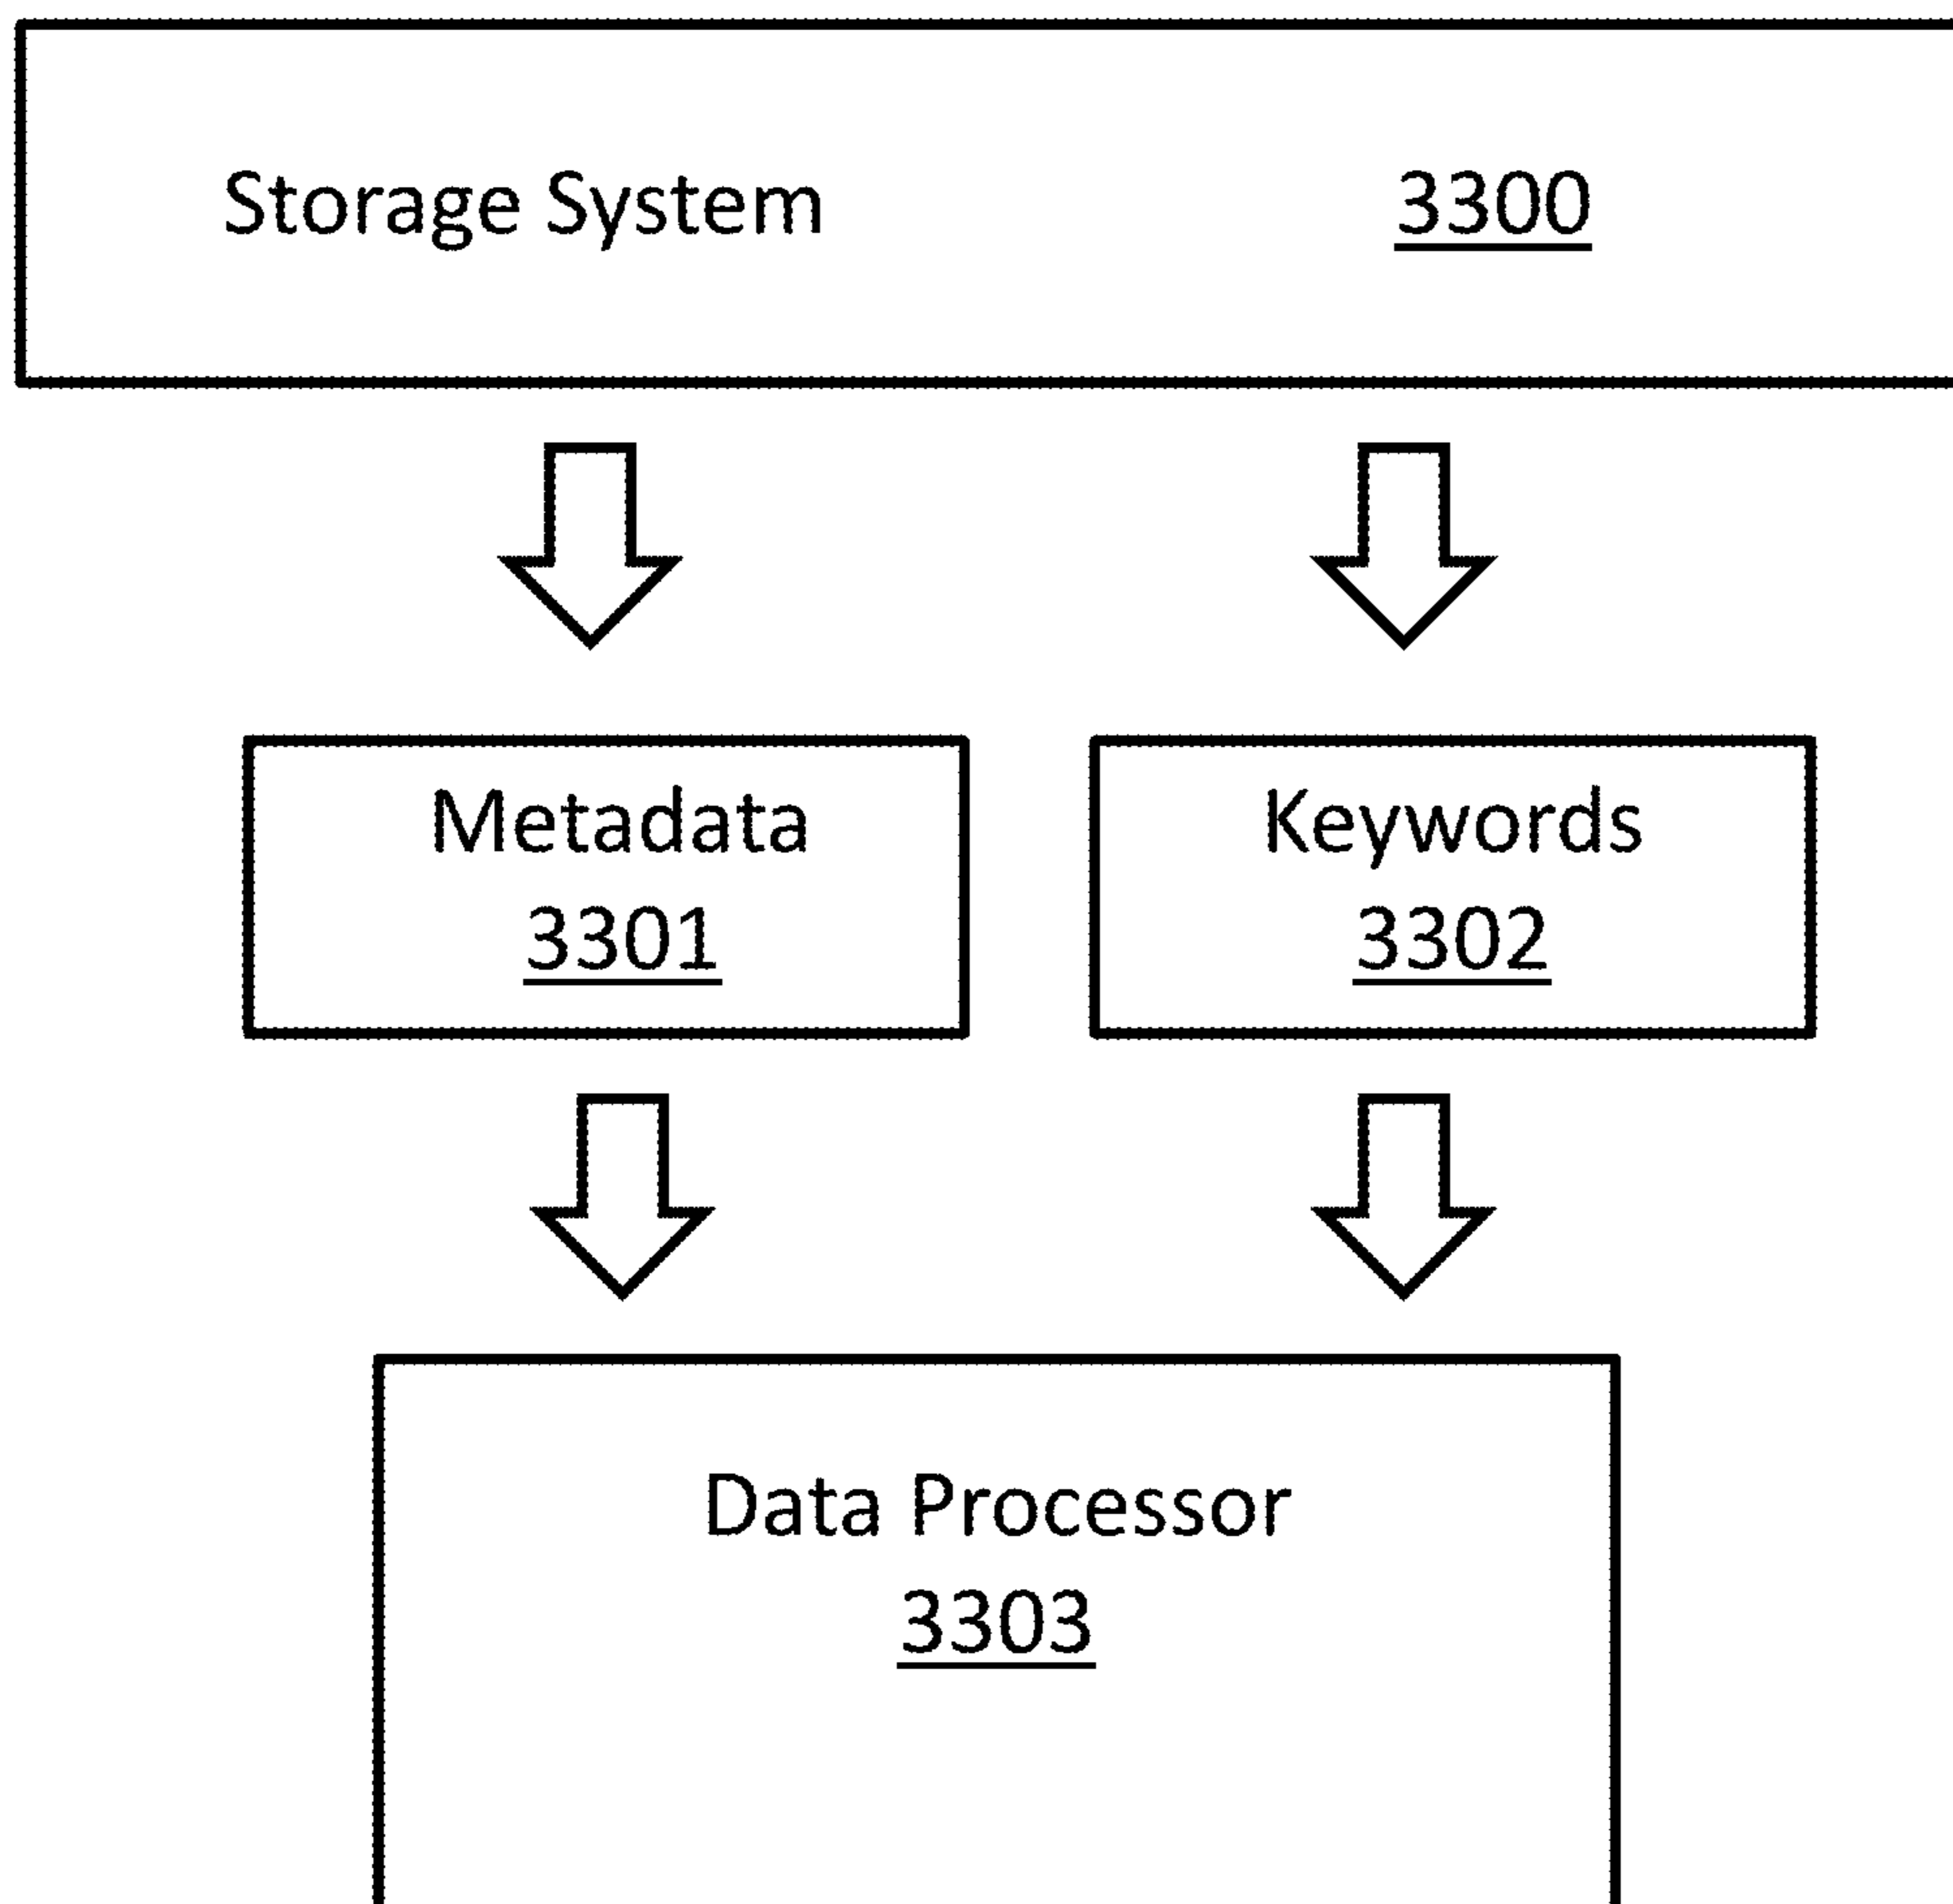 Storage System 3300
Metadata
3301
Keywords
3302
Data Processor
3303